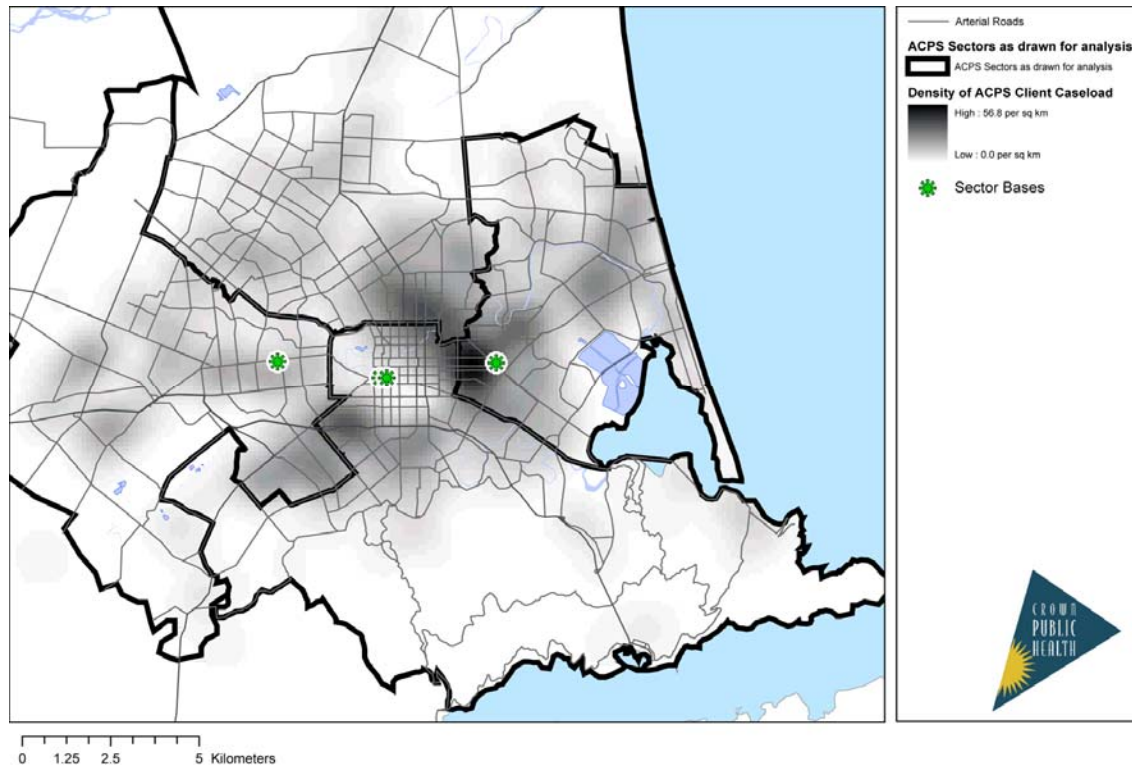 Arterial Roads
ACPS Sectors as drawn for analysis
ACPS Sectors as drawn for analysis
Density of ACPS Client Caseload
High : 56.8 per sq km
Low : 0.0 per sq km
Sector Bases
CROWN
PUBLIC
HEALTH
0 1.25 2.5 5 Kilometers